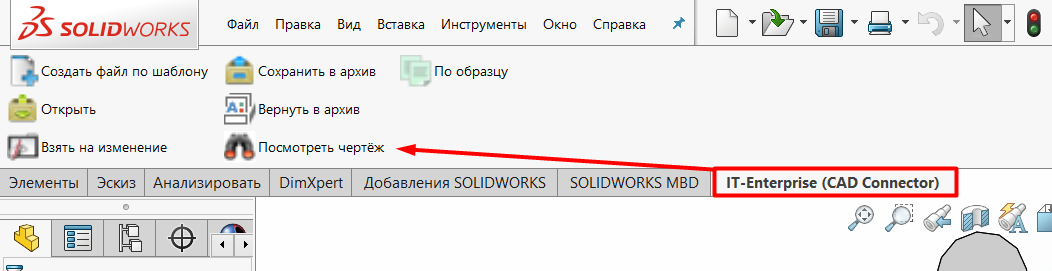 SOLIDWORKS Файл Правка Вид Вставка Инструменты Окно Справка
Создать файл по шаблону Сохранить в архив По образцу
Открыть Вернуть в архив
Взять на изменение Посмотреть чертёж
Элементы Эскиз Анализировать DimXpert Добавления SOLIDWORKS SOLIDWORKS MBD IT-Enterprise (CAD Connector)